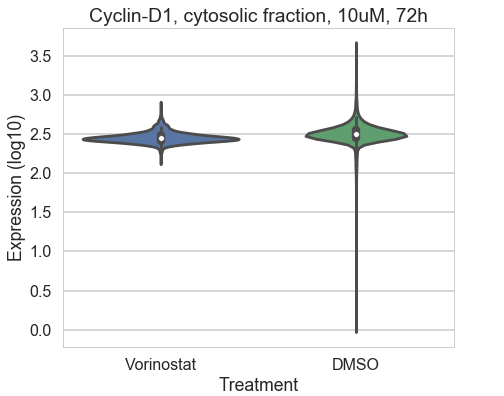 Cyclin-D1, cytosolic fraction, 10uM, 72h
Expression (log10)
3.5
3.0
2.5
2.0
1.5
1.0
0.5
0.0
Vorinostat
DMSO
Treatment